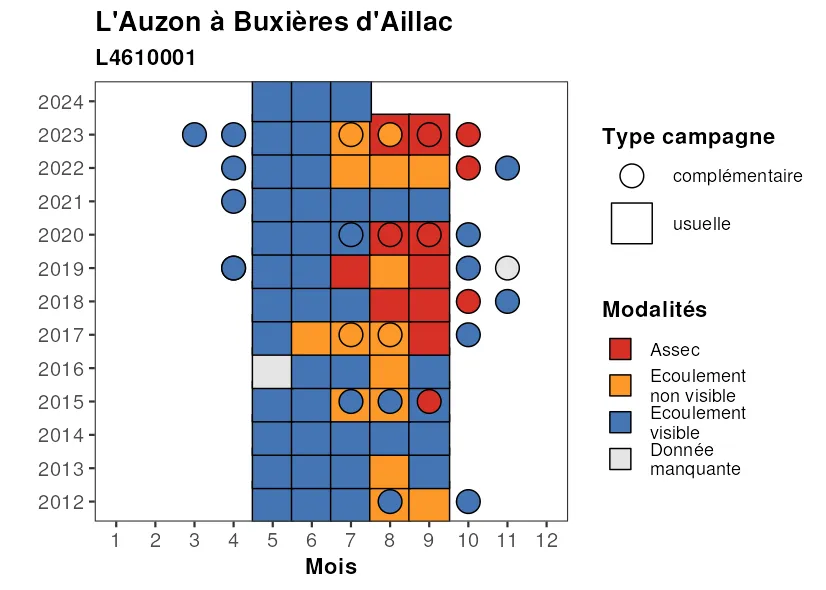 L'Auzon à Buxières d'Aillac
L4610001
2024
2023
2022
2021
2020
2019
2018
2017
2016
2015
2014
2013
2012
1 2 3 4 5 6 7 8 9 10 11 12
Mois
Type campagne
complémentaire
usuelle
Modalités
Assec
Ecoulement
non visible
Ecoulement
visible
Donnée
manquante